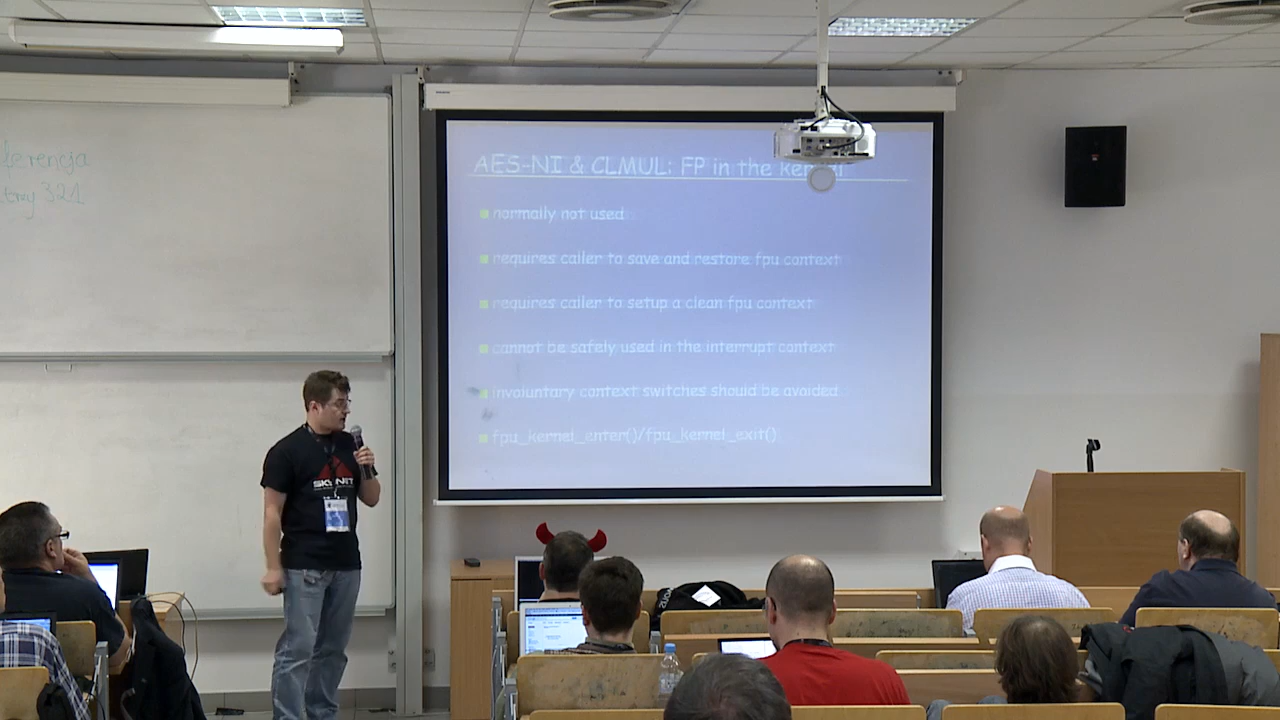 AES-NI & CLMUL: FP in the kernel
normally not used
requires caller to save and restore fpu context
requires caller to setup a clean fpu context
cannot be safely used in the interrupt context
involuntary context switches should be avoided
fpu_kernel_enter()/fpu_kernel_exit()
SKYNET
321